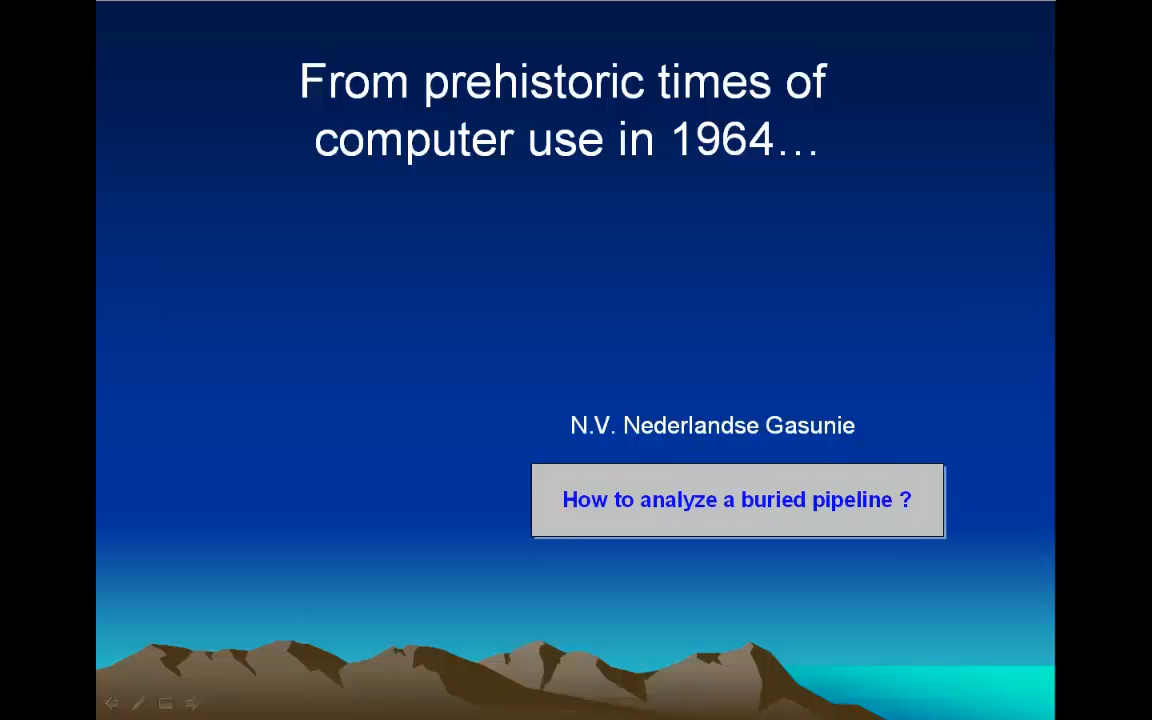 From prehistoric times of
computer use in 1964…
N.V. Nederlandse Gasunie
How to analyze a buried pipeline ?